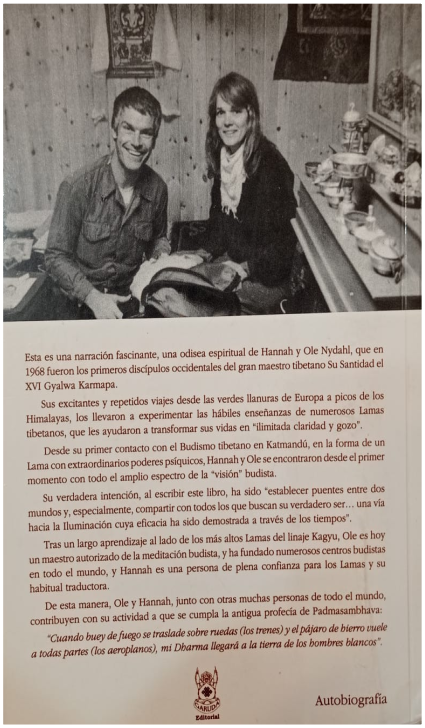 Esta es una narración fascinante, una odisea espiritual de Hannah y Ole Nydahl, que en
1968 fueron los primeros discípulos occidentales del gran maestro tibetano Su Santidad el
XVI Gyalwa Karmapa.
Sus excitantes y repetidos viajes desde las verdes llanuras de Europa a picos de los
Himalayas, los llevaron a experimentar las hábiles enseñanzas de numerosos Lamas
tibetanos, que les ayudaron a transformar sus vidas en “ilimitada claridad y gozo”.
Desde su primer contacto con el Budismo tibetano en Katmandú, en la forma de un
Lama con extraordinarios poderes psíquicos, Hannah y Ole se encontraron desde el primer
momento con todo el amplio espectro de la “visión” budista.
Su verdadera intención, al escribir este libro, ha sido “establecer puentes entre dos
mundos y, especialmente, compartir con todos los que buscan su verdadero ser... una vía
hacia la Iluminación cuya eficacia ha sido demostrada a través de los tiempos”.
Tras un largo aprendizaje al lado de los más altos Lamas del linaje Kagyu, Ole es hoy
un maestro autorizado de la meditación budista, y ha fundado numerosos centros budistas
en todo el mundo, y Hannah es una persona de plena confianza para los Lamas y su
habitual traductora.
De esta manera, Ole y Hannah, junto con otras muchas personas de todo el mundo,
contribuyen con su actividad a que se cumpla la antigua profecía de Padmasambhava:
“Cuando buey de fuego se traslade sobre ruedas (los trenes) y el pájaro de hierro vuele
a todas partes (los aeroplanos), mi Dharma llegará a la tierra de los hombres blancos”.
GARUDA
Editorial
Autobiografía